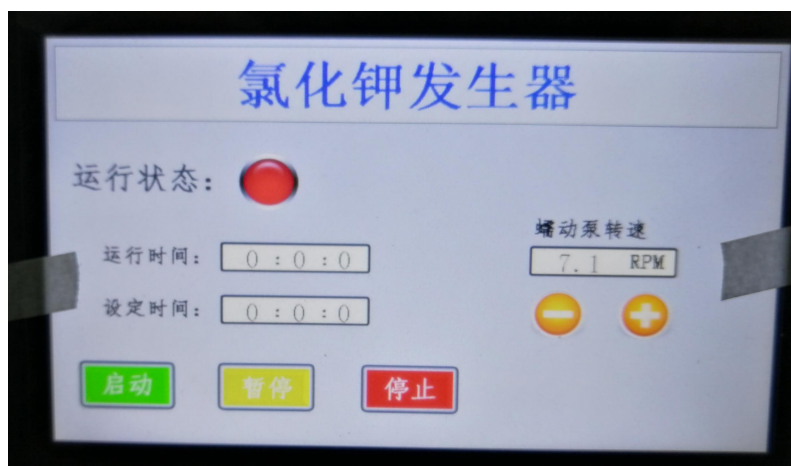 氯化钾发生器
运行状态：
蠕动泵转速
运行时间： 0 : 0 : 0
7.1 RPM
设定时间： 0 : 0 : 0
启动 暂停 停止